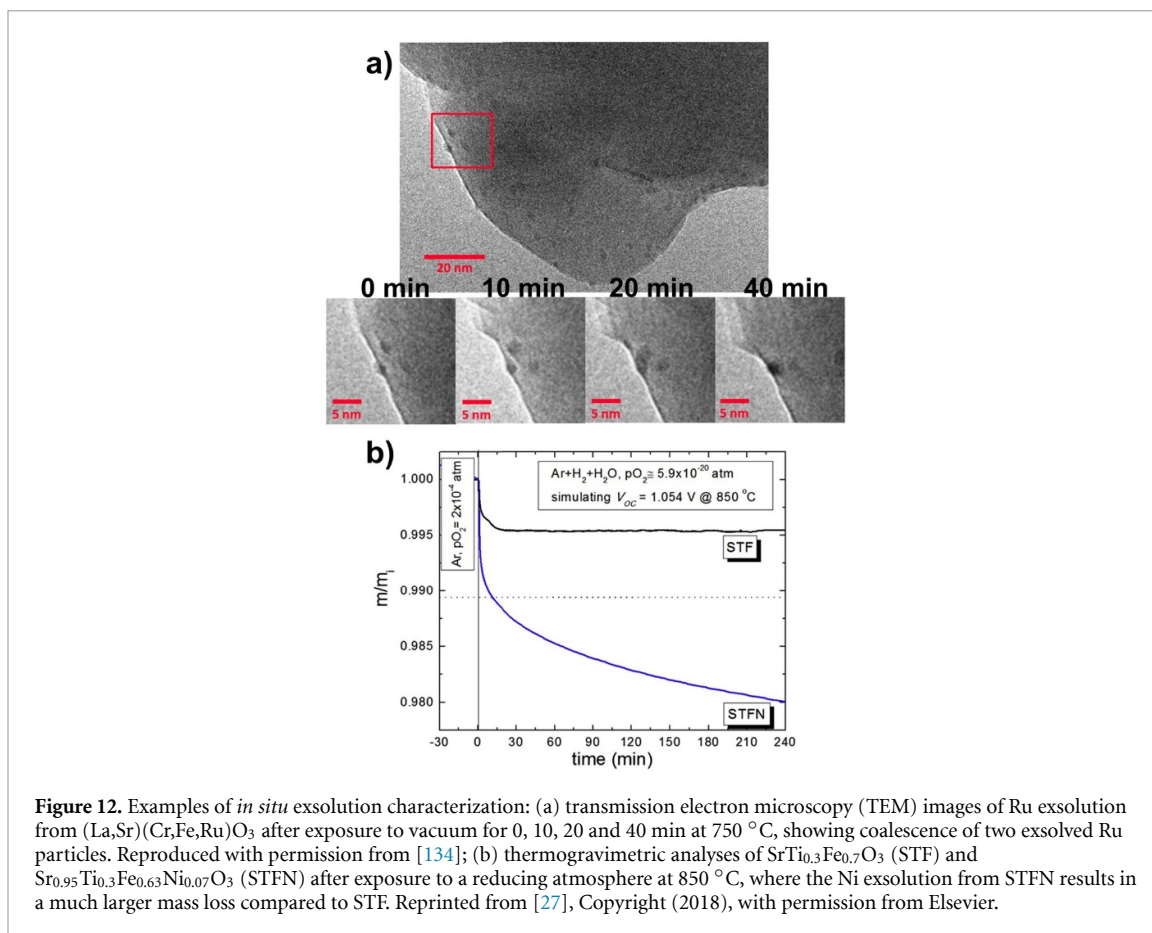 a)
20 nm
0 min 10 min 20 min 40 min
5 nm 5 nm 5 nm 5 nm
b)
Ar, pO₂= 2x10⁻⁴ atm
Ar+H₂+H₂O, pO₂≅ 5.9x10⁻²⁰ atm
simulating V_OC = 1.054 V @ 850 °C
1.000
0.995
0.990
0.985
0.980
m/mᵢ
STF
STFN
-30 0 30 60 90 120 150 180 210 240
time (min)
Figure 12. Examples of in situ exsolution characterization: (a) transmission electron microscopy (TEM) images of Ru exsolution
from (La,Sr)(Cr,Fe,Ru)O₃ after exposure to vacuum for 0, 10, 20 and 40 min at 750 °C, showing coalescence of two exsolved Ru
particles. Reproduced with permission from [134]; (b) thermogravimetric analyses of SrTi₀.₃Fe₀.₇O₃ (STF) and
Sr₀.₉₅Ti₀.₃Fe₀.₆₃Ni₀.₀₇O₃ (STFN) after exposure to a reducing atmosphere at 850 °C, where the Ni exsolution from STFN results in
a much larger mass loss compared to STF. Reprinted from [27], Copyright (2018), with permission from Elsevier.